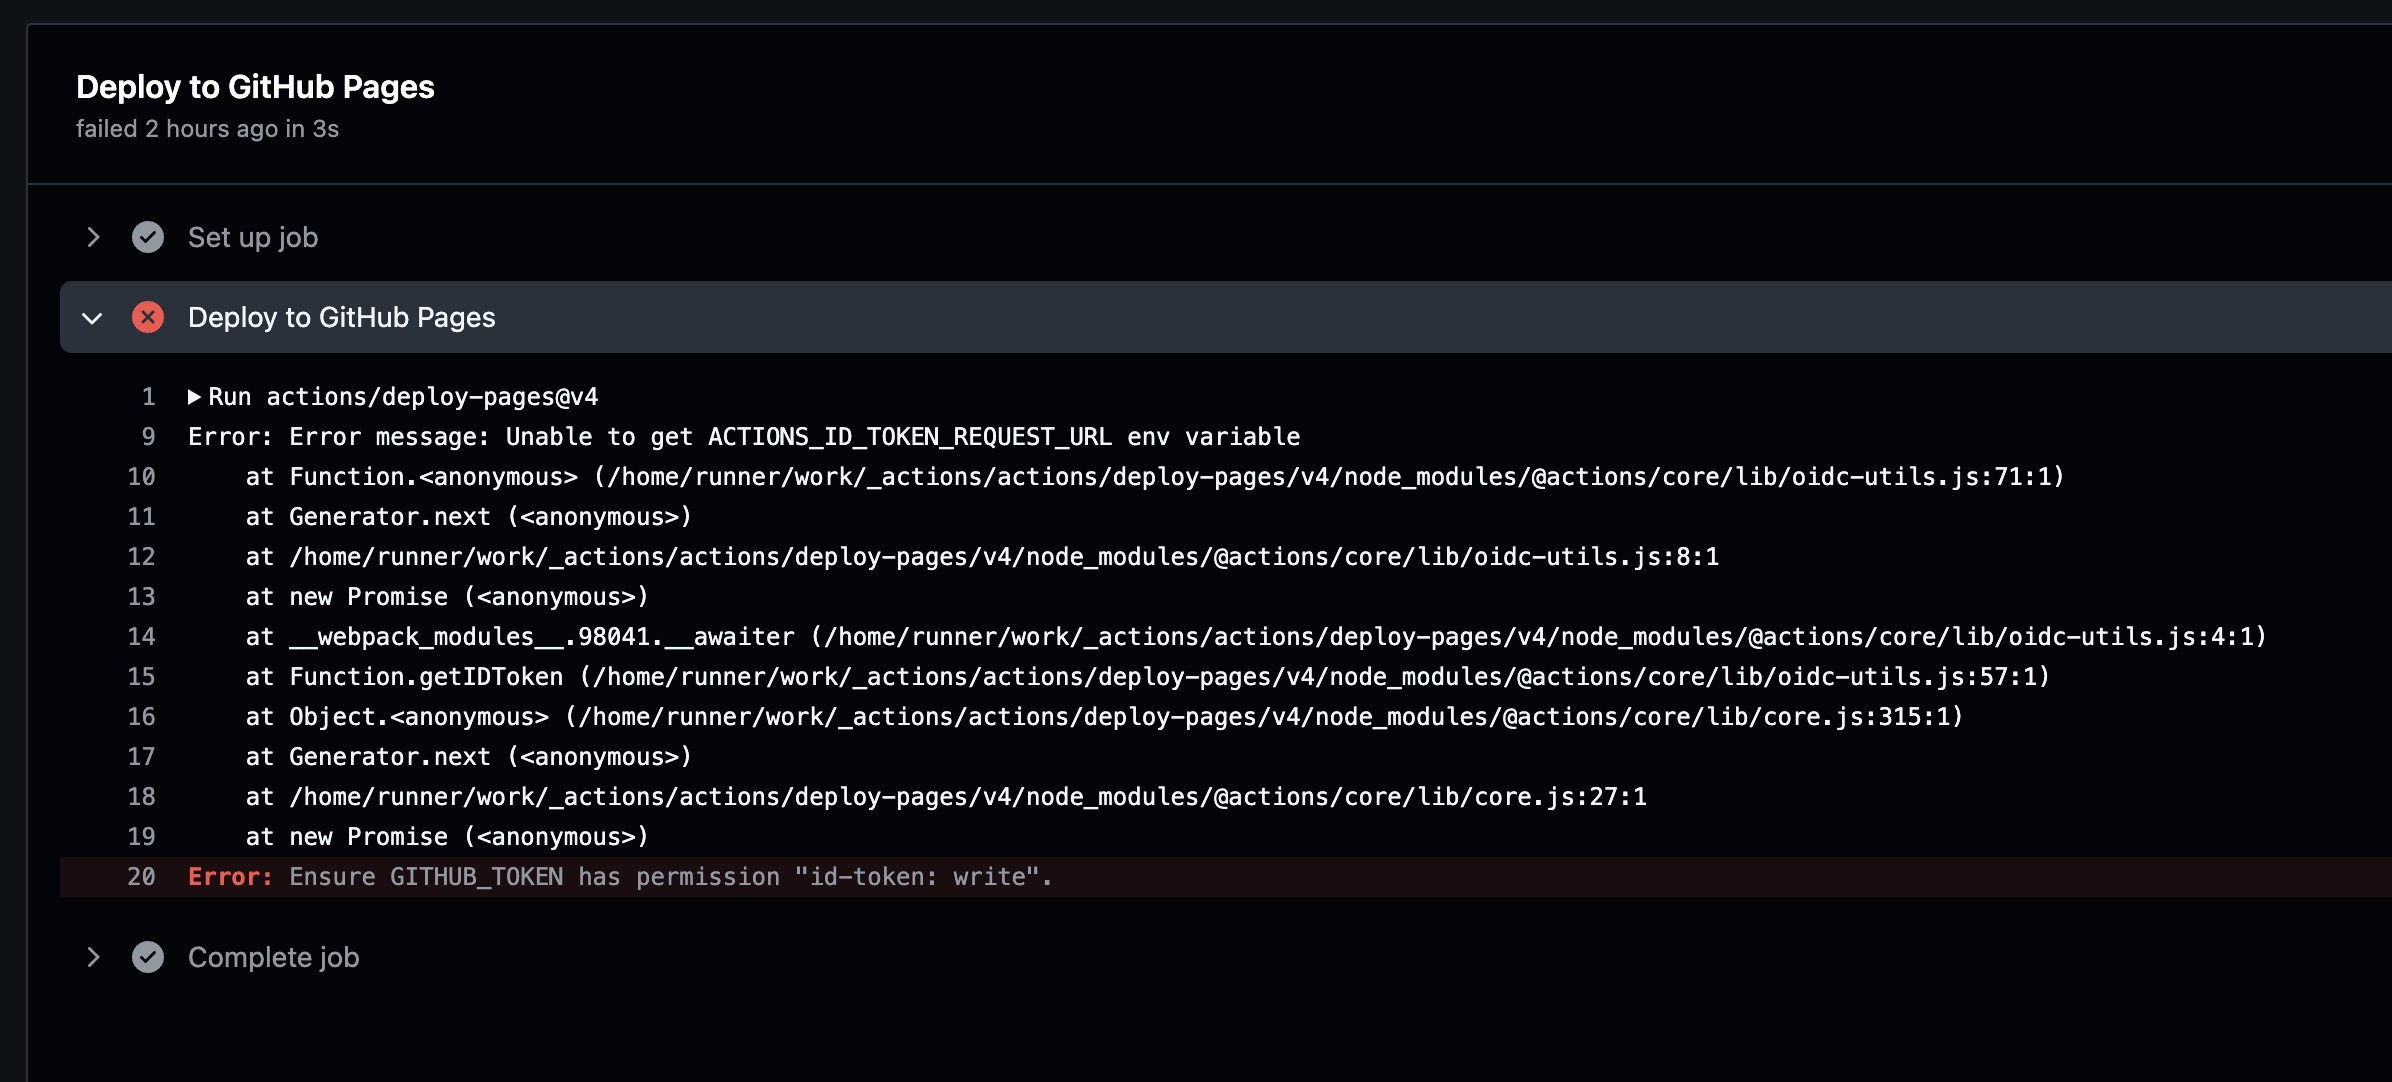 Deploy to GitHub Pages
failed 2 hours ago in 3s
Set up job
Deploy to GitHub Pages
1 Run actions/deploy-pages@v4
9 Error: Error message: Unable to get ACTIONS_ID_TOKEN_REQUEST_URL env variable
10 at Function.<anonymous> (/home/runner/work/_actions/actions/deploy-pages/v4/node_modules/@actions/core/lib/oidc-utils.js:71:1)
11 at Generator.next (<anonymous>)
12 at /home/runner/work/_actions/actions/deploy-pages/v4/node_modules/@actions/core/lib/oidc-utils.js:8:1
13 at new Promise (<anonymous>)
14 at __webpack_modules__.98041.__awaiter (/home/runner/work/_actions/actions/deploy-pages/v4/node_modules/@actions/core/lib/oidc-utils.js:4:1)
15 at Function.getIDToken (/home/runner/work/_actions/actions/deploy-pages/v4/node_modules/@actions/core/lib/oidc-utils.js:57:1)
16 at Object.<anonymous> (/home/runner/work/_actions/actions/deploy-pages/v4/node_modules/@actions/core/lib/core.js:315:1)
17 at Generator.next (<anonymous>)
18 at /home/runner/work/_actions/actions/deploy-pages/v4/node_modules/@actions/core/lib/core.js:27:1
19 at new Promise (<anonymous>)
20 Error: Ensure GITHUB_TOKEN has permission "id-token: write".
Complete job